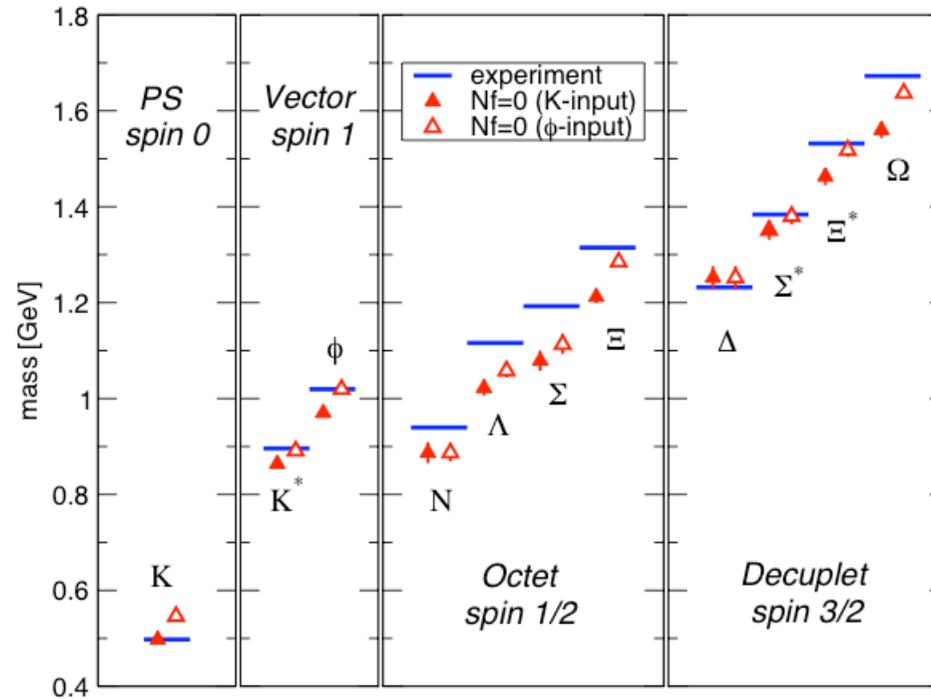 1.8
1.6
1.4
1.2
1
0.8
0.6
0.4
mass [GeV]
PS
spin 0
K
Vector
spin 1
ϕ
K*
experiment
Nf=0 (K-input)
Nf=0 (ϕ-input)
Ξ
Σ
Λ
N
Octet
spin 1/2
Ω
Ξ*
Σ*
Δ
Decuplet
spin 3/2